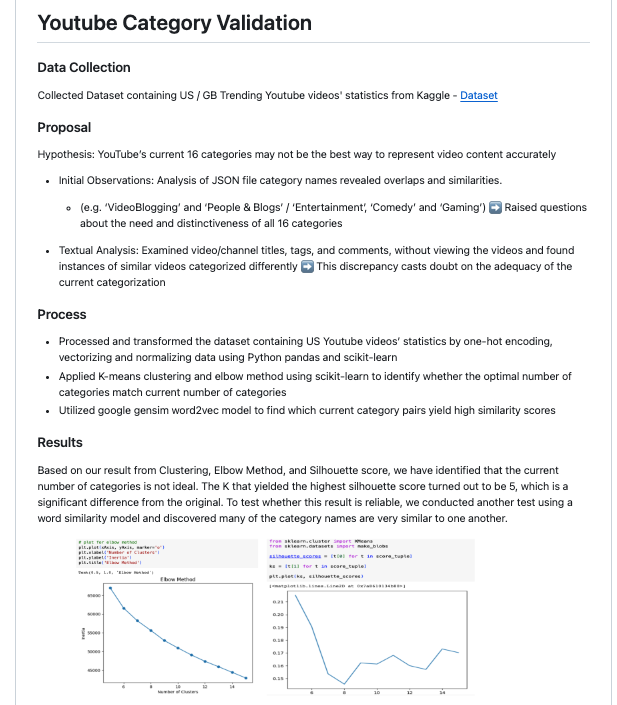 Youtube Category Validation
Data Collection
Collected Dataset containing US / GB Trending Youtube videos' statistics from Kaggle - Dataset
Proposal
Hypothesis: YouTube's current 16 categories may not be the best way to represent video content accurately
• Initial Observations: Analysis of JSON file category names revealed overlaps and similarities.
◦ (e.g. 'VideoBlogging' and 'People & Blogs' / 'Entertainment', 'Comedy' and 'Gaming') ➡️ Raised questions
about the need and distinctiveness of all 16 categories
• Textual Analysis: Examined video/channel titles, tags, and comments, without viewing the videos and found
instances of similar videos categorized differently ➡️ This discrepancy casts doubt on the adequacy of the
current categorization
Process
• Processed and transformed the dataset containing US Youtube videos' statistics by one-hot encoding,
vectorizing and normalizing data using Python pandas and scikit-learn
• Applied K-means clustering and elbow method using scikit-learn to identify whether the optimal number of
categories match current number of categories
• Utilized google gensim word2vec model to find which current category pairs yield high similarity scores
Results
Based on our result from Clustering, Elbow Method, and Silhouette score, we have identified that the current
number of categories is not ideal. The K that yielded the highest silhouette score turned out to be 5, which is a
significant difference from the original. To test whether this result is reliable, we conducted another test using a
word similarity model and discovered many of the category names are very similar to one another.
# plot for elbow method
plt.plot(xAxis, yAxis, marker='o')
plt.xlabel('Number of Clusters')
plt.ylabel('Inertia')
plt.title('Elbow Method')
Text(0.5, 1.0, 'Elbow Method')
Elbow Method
65000
60000
55000
50000
45000
Inertia
6 8 10 12 14
Number of Clusters
from sklearn.cluster import KMeans
from sklearn.datasets import make_blobs
silhouette_scores = [t[0] for t in score_tuple]
ks = [t[1] for t in score_tuple]
plt.plot(ks, silhouette_scores)
0.21
0.20
0.19
0.18
0.17
0.16
0.15
6 8 10 12 14